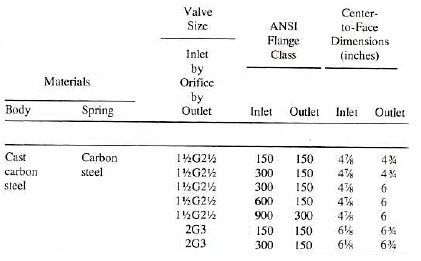 Valve Size
ANSI Flange Class
Center-to-Face Dimensions (inches)
Materials
Inlet by Orifice by Outlet
Body Spring Inlet Outlet Inlet Outlet
Cast Carbon 1½G2½ 150 150 4⅞ 4¾
carbon steel 1½G2½ 300 150 4⅞ 4¾
steel 1½G2½ 300 150 4⅞ 6
1½G2½ 600 150 4⅞ 6
1½G2½ 900 300 4⅞ 6
2G3 150 150 6⅛ 6¾
2G3 300 150 6⅛ 6¾